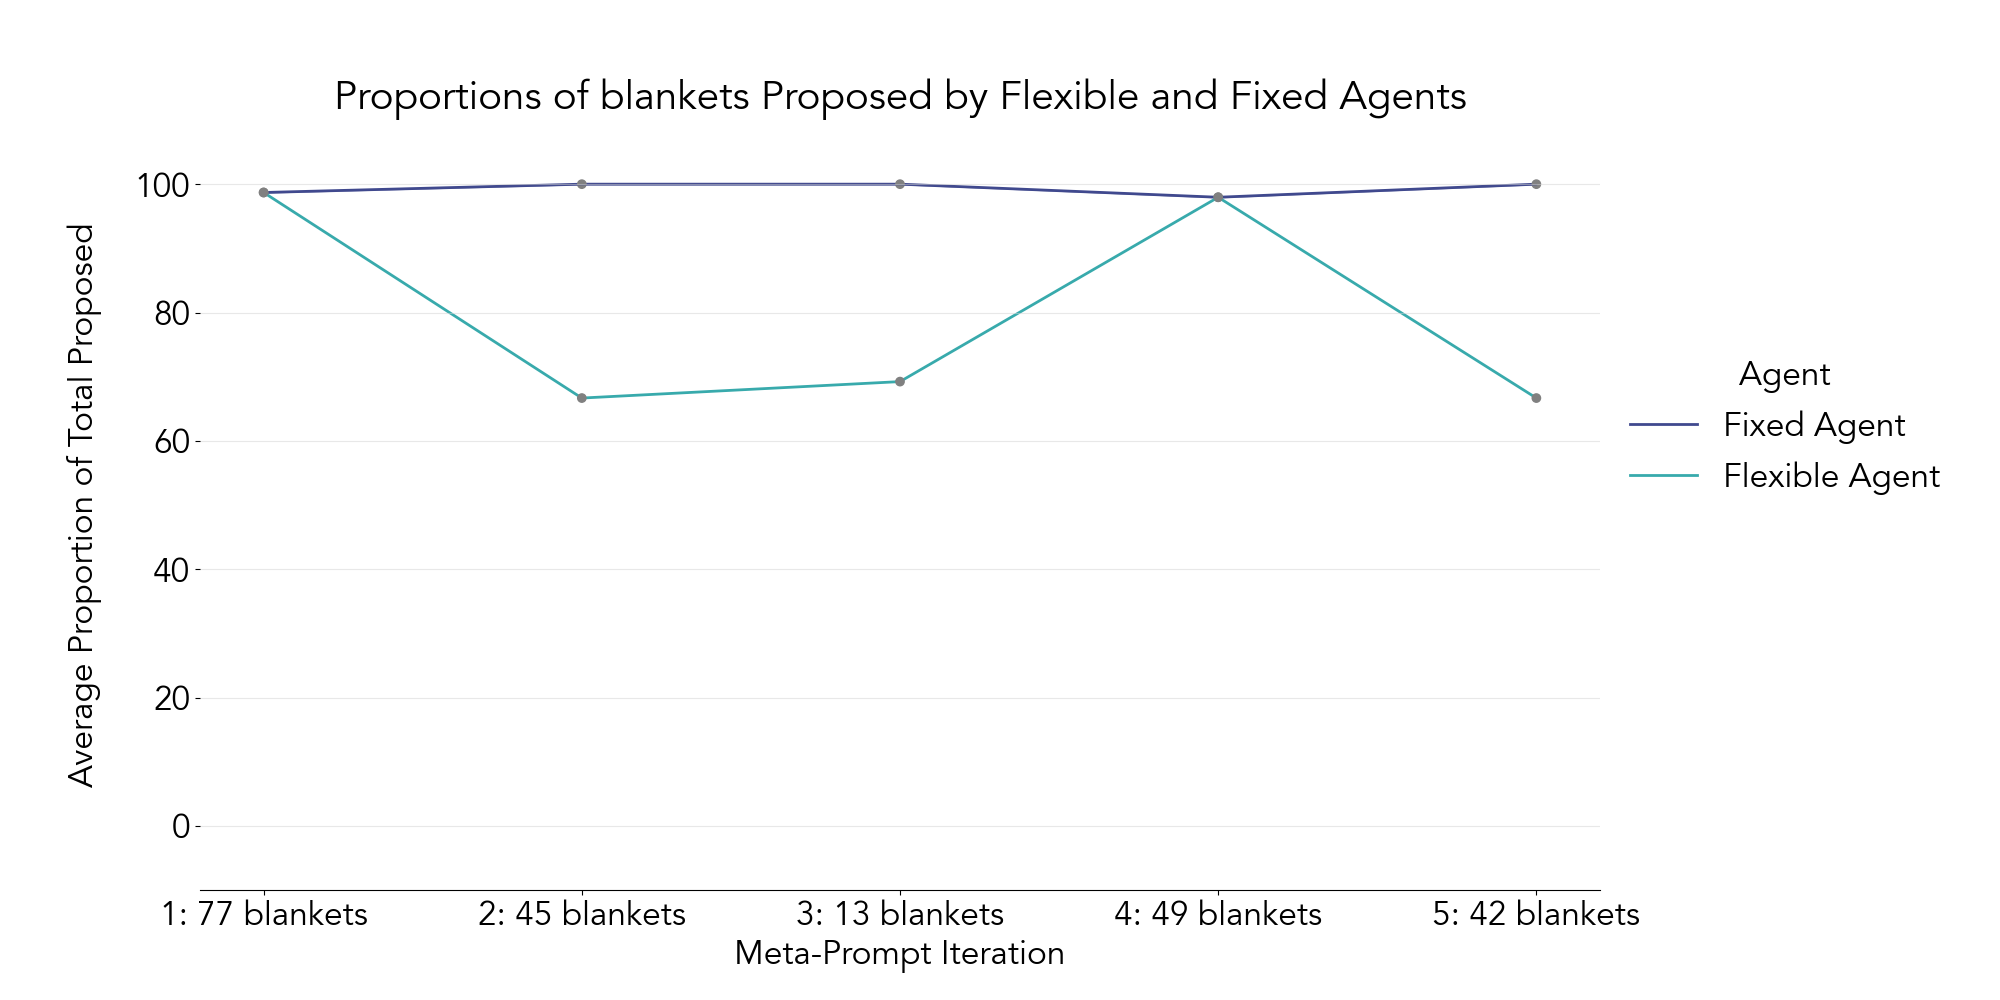 Proportions of blankets Proposed by Flexible and Fixed Agents
Average Proportion of Total Proposed
100
80
60
40
20
0
1: 77 blankets
2: 45 blankets
3: 13 blankets
4: 49 blankets
5: 42 blankets
Meta-Prompt Iteration
Agent
Fixed Agent
Flexible Agent